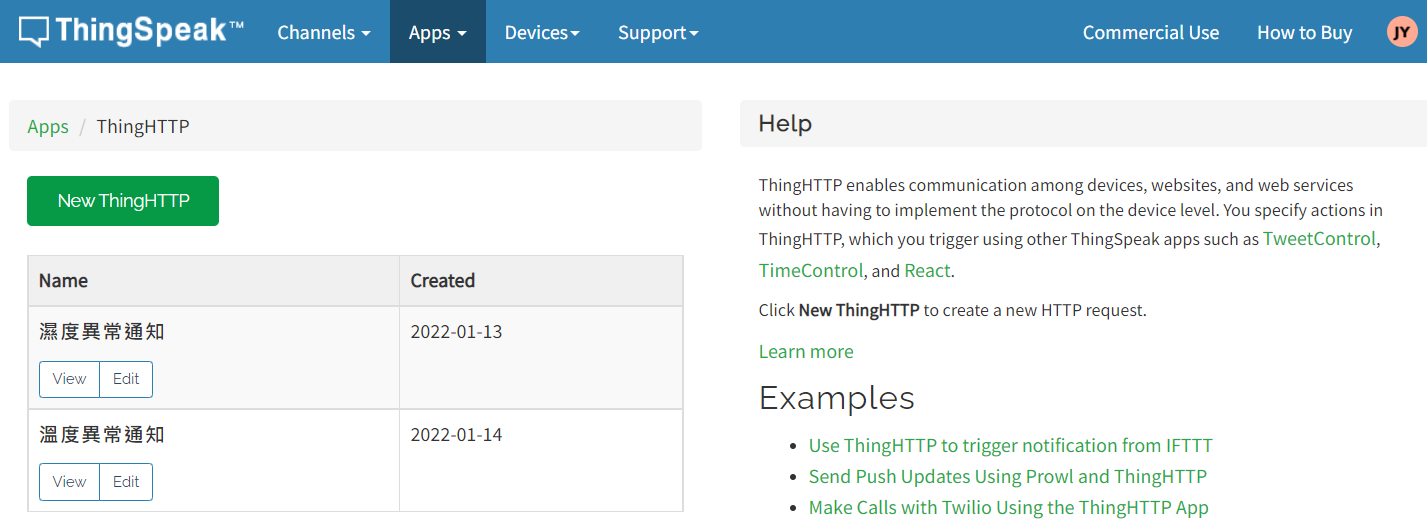 ThingSpeak™ Channels Apps Devices Support Commercial Use How to Buy JY
Apps / ThingHTTP
New ThingHTTP
Name Created
濕度異常通知 2022-01-13
View Edit
溫度異常通知 2022-01-14
View Edit
Help
ThingHTTP enables communication among devices, websites, and web services
without having to implement the protocol on the device level. You specify actions in
ThingHTTP, which you trigger using other ThingSpeak apps such as TweetControl,
TimeControl, and React.
Click New ThingHTTP to create a new HTTP request.
Learn more
Examples
• Use ThingHTTP to trigger notification from IFTTT
• Send Push Updates Using Prowl and ThingHTTP
• Make Calls with Twilio Using the ThingHTTP App